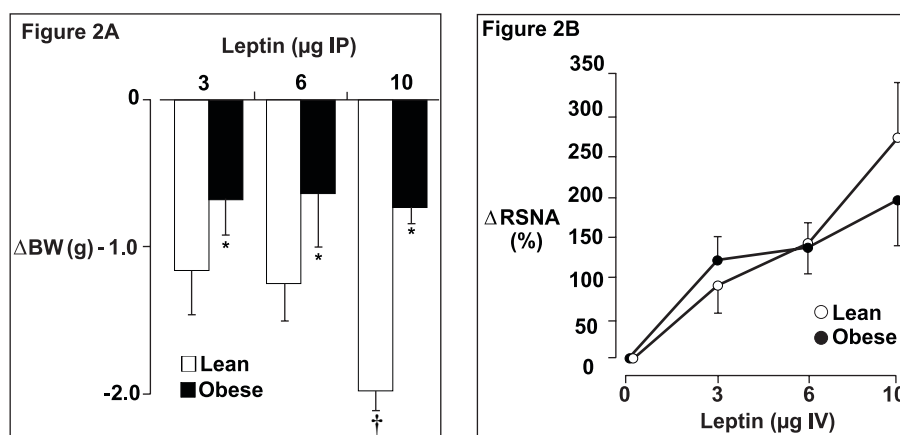 Figure 2A
Leptin (µg IP)
3 6 10
0
ΔBW (g) - 1.0
* * *
-2.0
†
Lean
Obese
Figure 2B
350
300
250
200
150
100
50
0
ΔRSNA
(%)
Lean
Obese
0 3 6 10
Leptin (µg IV)